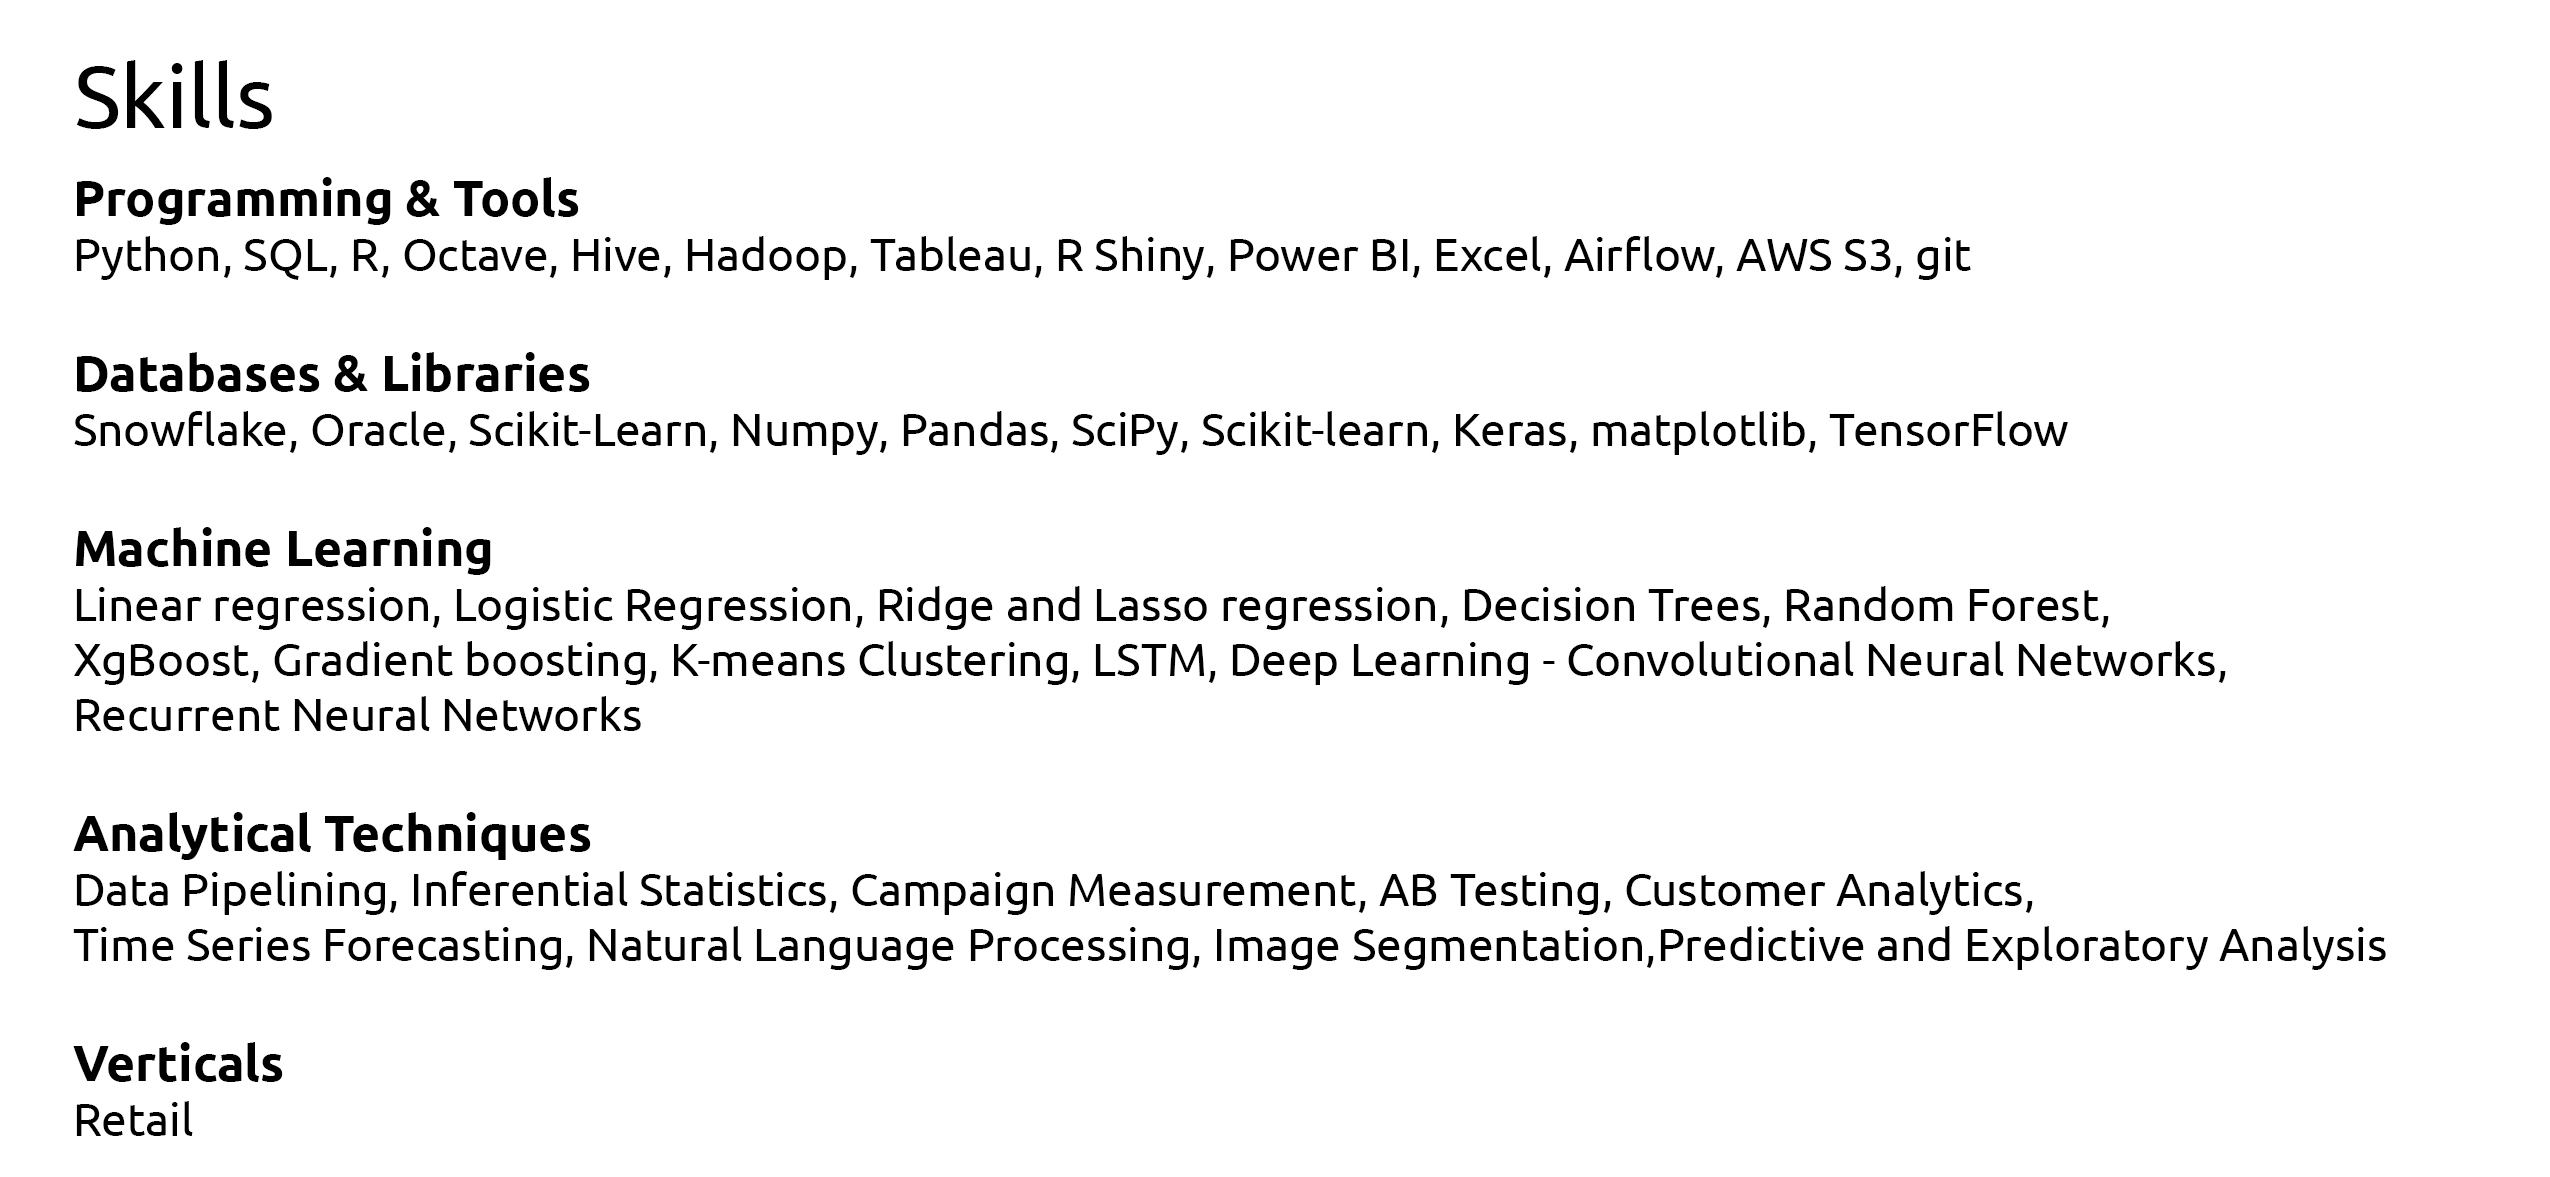 Skills
Programming & Tools
Python, SQL, R, Octave, Hive, Hadoop, Tableau, R Shiny, Power BI, Excel, Airflow, AWS S3, git
Databases & Libraries
Snowflake, Oracle, Scikit-Learn, Numpy, Pandas, SciPy, Scikit-learn, Keras, matplotlib, TensorFlow
Machine Learning
Linear regression, Logistic Regression, Ridge and Lasso regression, Decision Trees, Random Forest,
XgBoost, Gradient boosting, K-means Clustering, LSTM, Deep Learning - Convolutional Neural Networks,
Recurrent Neural Networks
Analytical Techniques
Data Pipelining, Inferential Statistics, Campaign Measurement, AB Testing, Customer Analytics,
Time Series Forecasting, Natural Language Processing, Image Segmentation,Predictive and Exploratory Analysis
Verticals
Retail